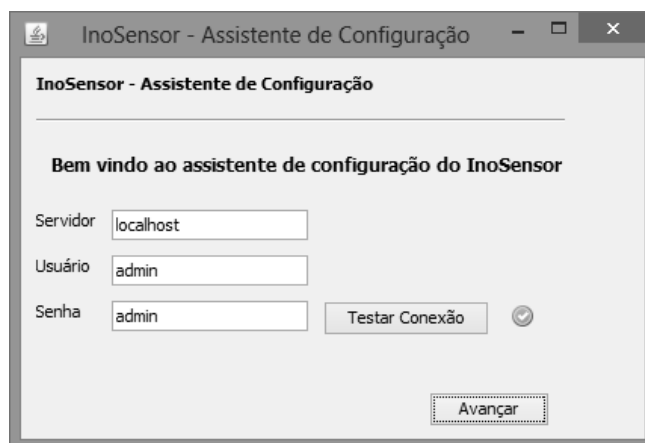 InoSensor - Assistente de Configuração
InoSensor - Assistente de Configuração
Bem vindo ao assistente de configuração do InoSensor
Servidor localhost
Usuário admin
Senha admin Testar Conexão
Avançar